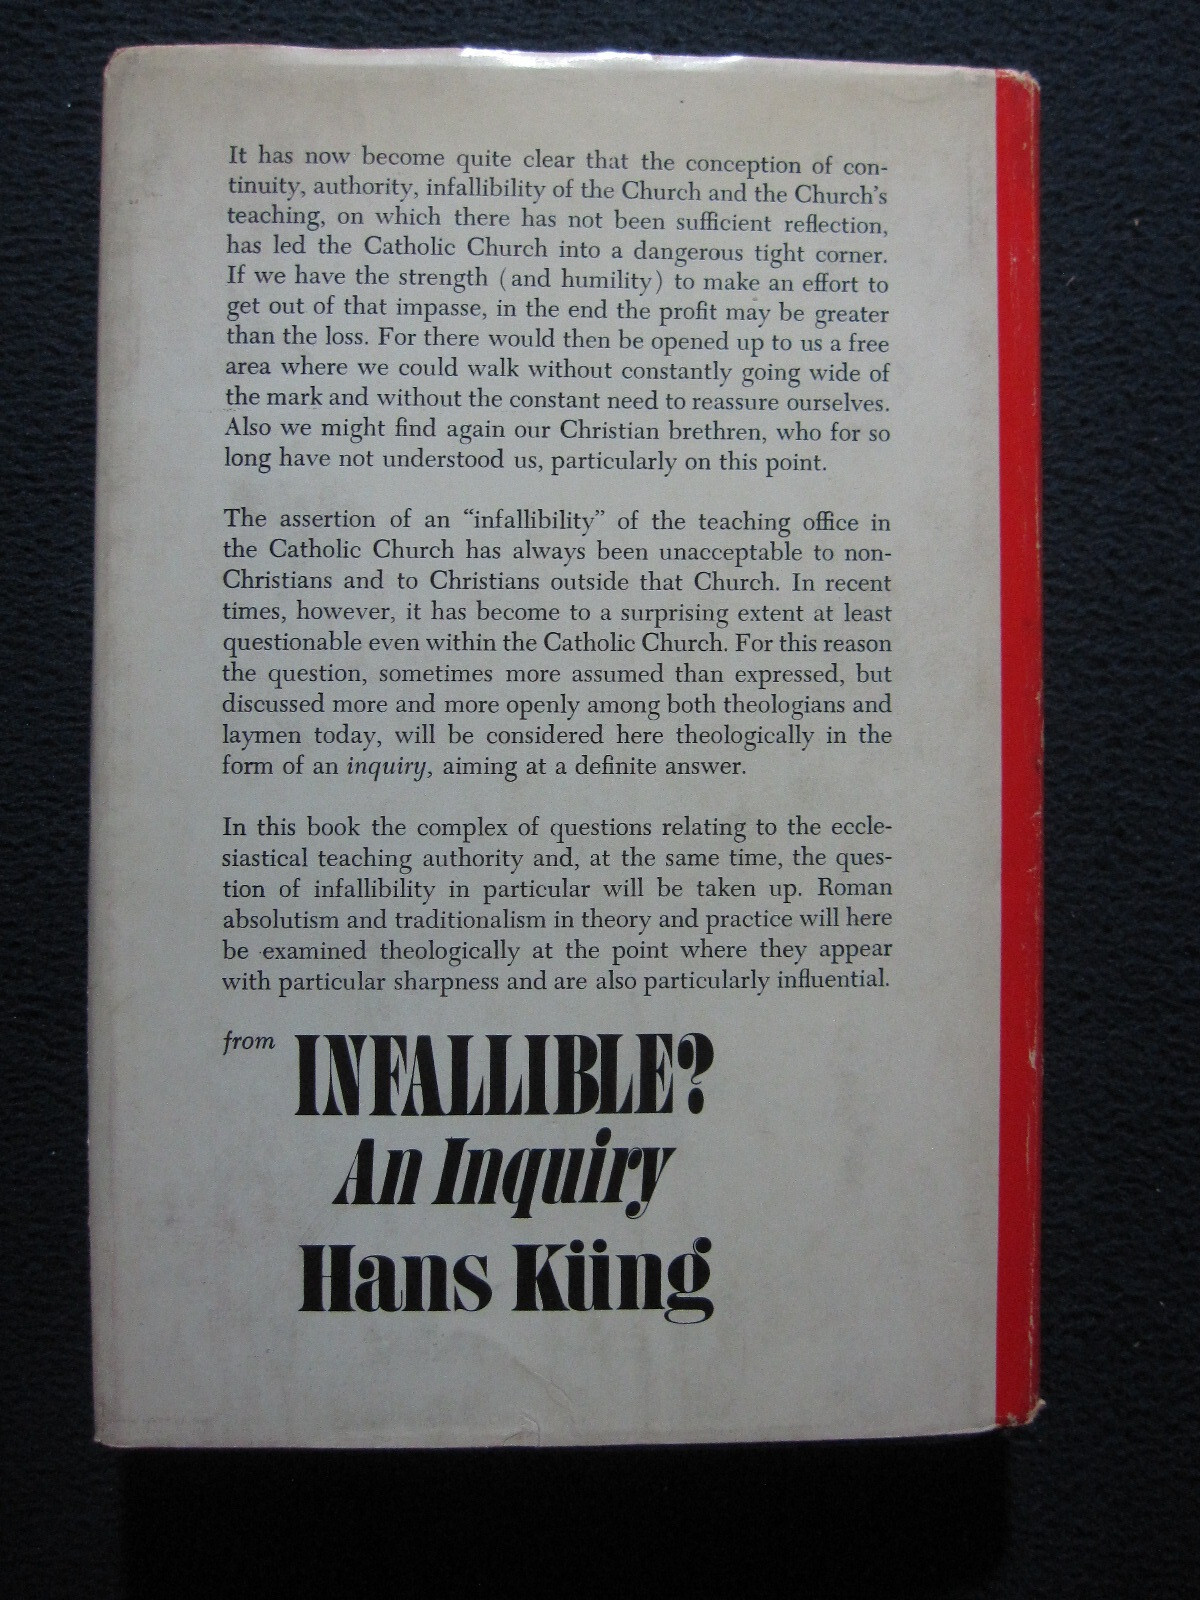 It has now become quite clear that the conception of con-
tinuity, authority, infallibility of the Church and the Church's
teaching, on which there has not been sufficient reflection,
has led the Catholic Church into a dangerous tight corner.
If we have the strength (and humility) to make an effort to
get out of that impasse, in the end the profit may be greater
than the loss. For there would then be opened up to us a free
area where we could walk without constantly going wide of
the mark and without the constant need to reassure ourselves.
Also we might find again our Christian brethren, who for so
long have not understood us, particularly on this point.
The assertion of an “infallibility” of the teaching office in
the Catholic Church has always been unacceptable to non-
Christians and to Christians outside that Church. In recent
times, however, it has become to a surprising extent at least
questionable even within the Catholic Church. For this reason
the question, sometimes more assumed than expressed, but
discussed more and more openly among both theologians and
laymen today, will be considered here theologically in the
form of an inquiry, aiming at a definite answer.
In this book the complex of questions relating to the eccle-
siastical teaching authority and, at the same time, the ques-
tion of infallibility in particular will be taken up. Roman
absolutism and traditionalism in theory and practice will here
be examined theologically at the point where they appear
with particular sharpness and are also particularly influential.
from INFALLIBLE?
An Inquiry
Hans Küng